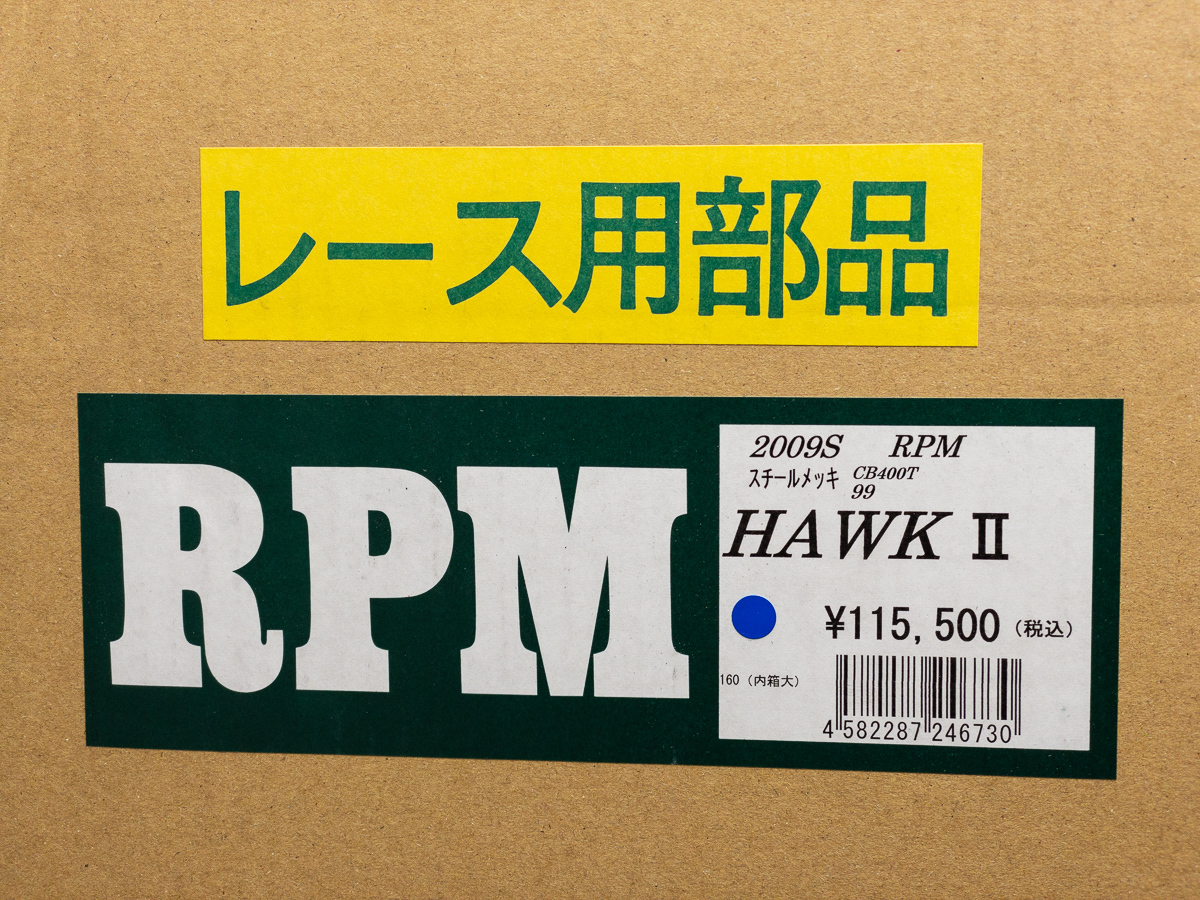 レース用部品
RPM
2009S RPM
スチールメッキ CB400T
99
HAWK II
¥115,500 (税込)
160 (内箱大)
4 582287 246730